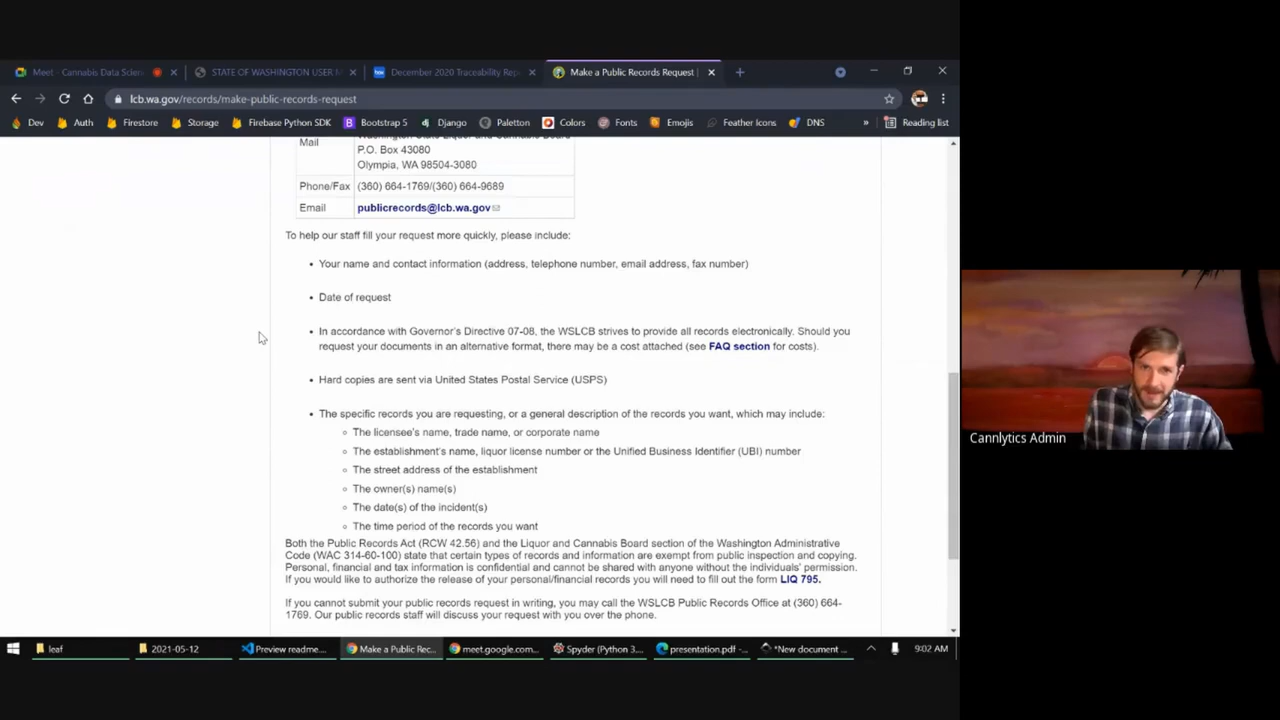 Meet - Cannabis Data Scien
STATE OF WASHINGTON USER M
December 2020 Traceability Rep
Make a Public Records Request |
lcb.wa.gov/records/make-public-records-request
Dev
Auth
Firestore
Storage
Firebase Python SDK
Bootstrap 5
Django
Paletton
Colors
Fonts
Emojis
Feather Icons
DNS
»
Reading list
Mail
Washington State Liquor and Cannabis Board
P.O. Box 43080
Olympia, WA 98504-3080
Phone/Fax (360) 664-1769/(360) 664-9689
Email publicrecords@lcb.wa.gov
To help our staff fill your request more quickly, please include:
• Your name and contact information (address, telephone number, email address, fax number)
• Date of request
• In accordance with Governor's Directive 07-08, the WSLCB strives to provide all records electronically. Should you
request your documents in an alternative format, there may be a cost attached (see FAQ section for costs).
• Hard copies are sent via United States Postal Service (USPS)
• The specific records you are requesting, or a general description of the records you want, which may include:
○ The licensee's name, trade name, or corporate name
○ The establishment's name, liquor license number or the Unified Business Identifier (UBI) number
○ The street address of the establishment
○ The owner(s) name(s)
○ The date(s) of the incident(s)
○ The time period of the records you want
Both the Public Records Act (RCW 42.56) and the Liquor and Cannabis Board section of the Washington Administrative
Code (WAC 314-60-100) state that certain types of records and information are exempt from public inspection and copying.
Personal, financial and tax information is confidential and cannot be shared with anyone without the individuals' permission.
If you would like to authorize the release of your personal/financial records you will need to fill out the form LIQ 795.
If you cannot submit your public records request in writing, you may call the WSLCB Public Records Office at (360) 664-
1769. Our public records staff will discuss your request with you over the phone.
Cannlytics Admin
leaf
2021-05-12
Preview readme....
Make a Public Rec...
meet.google.com...
Spyder (Python 3....
presentation.pdf - ...
*New document ...
9:02 AM